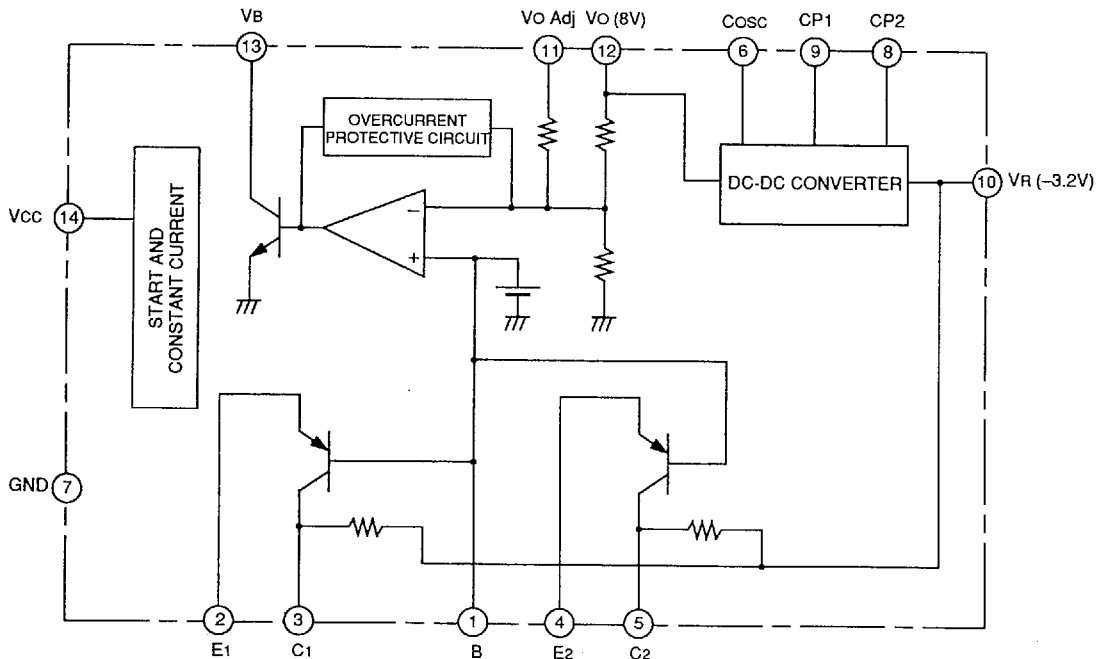 VB
VO Adj
VO (8V)
COSC
CP1
CP2
13
11
12
6
9
8
OVERCURRENT
PROTECTIVE CIRCUIT
DC-DC CONVERTER
10
VR (–3.2V)
VCC
14
START AND
CONSTANT CURRENT
–
+
GND
7
2
3
1
4
5
E1
C1
B
E2
C2